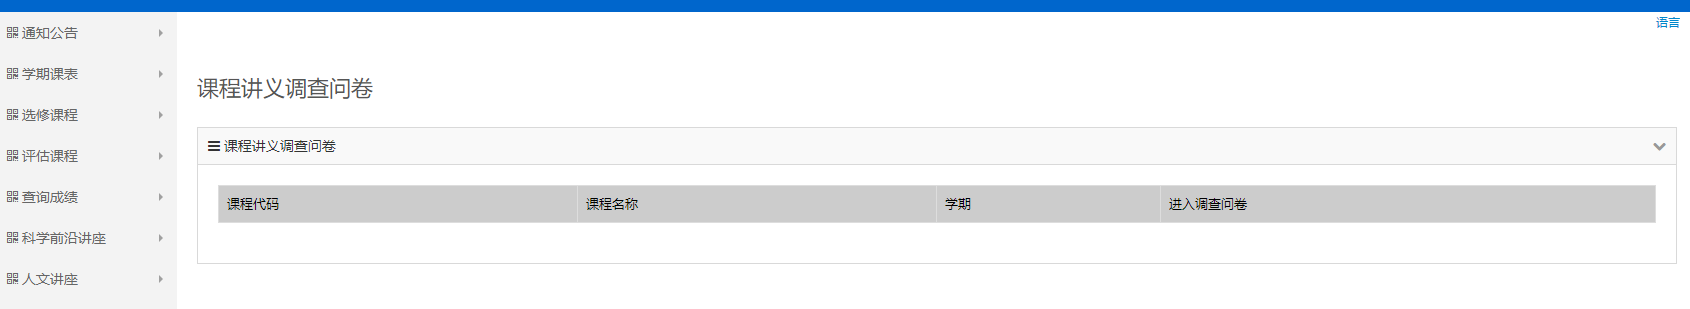 语言
通知公告
学期课表
选修课程
评估课程
查询成绩
科学前沿讲座
人文讲座
课程讲义调查问卷
课程讲义调查问卷
课程代码 课程名称 学期 进入调查问卷